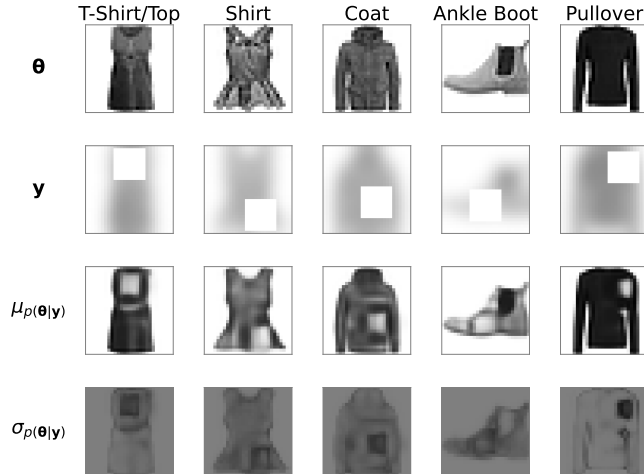 T-Shirt/Top Shirt Coat Ankle Boot Pullover
θ
y
μp(θ|y)
σp(θ|y)